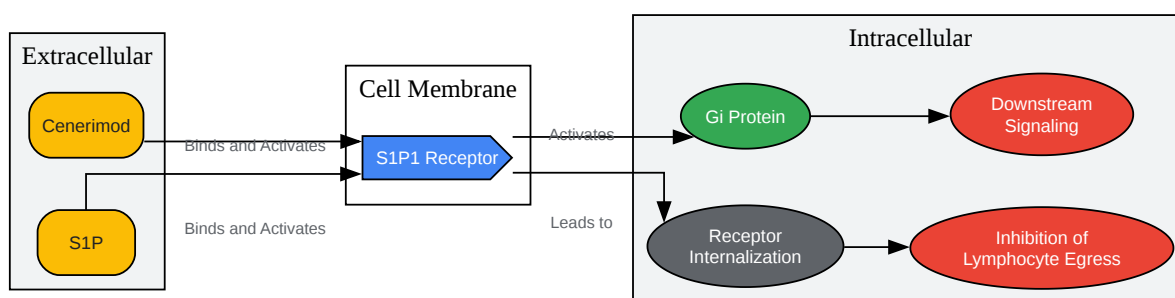 Extracellular
Cenerimod
S1P
Binds and Activates
Binds and Activates
Cell Membrane
S1P1 Receptor
Activates
Leads to
Intracellular
Gi Protein
Downstream
Signaling
Receptor
Internalization
Inhibition of
Lymphocyte Egress